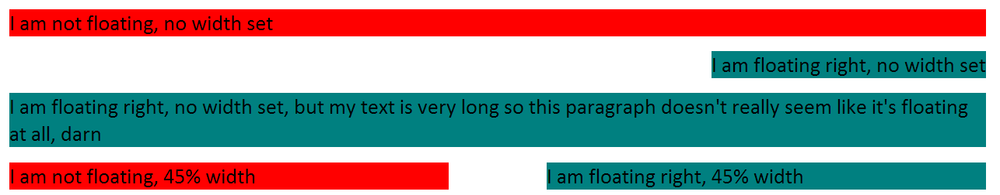 I am not floating, no width set
I am floating right, no width set
I am floating right, no width set, but my text is very long so this paragraph doesn't really seem like it's floating
at all, darn
I am not floating, 45% width
I am floating right, 45% width